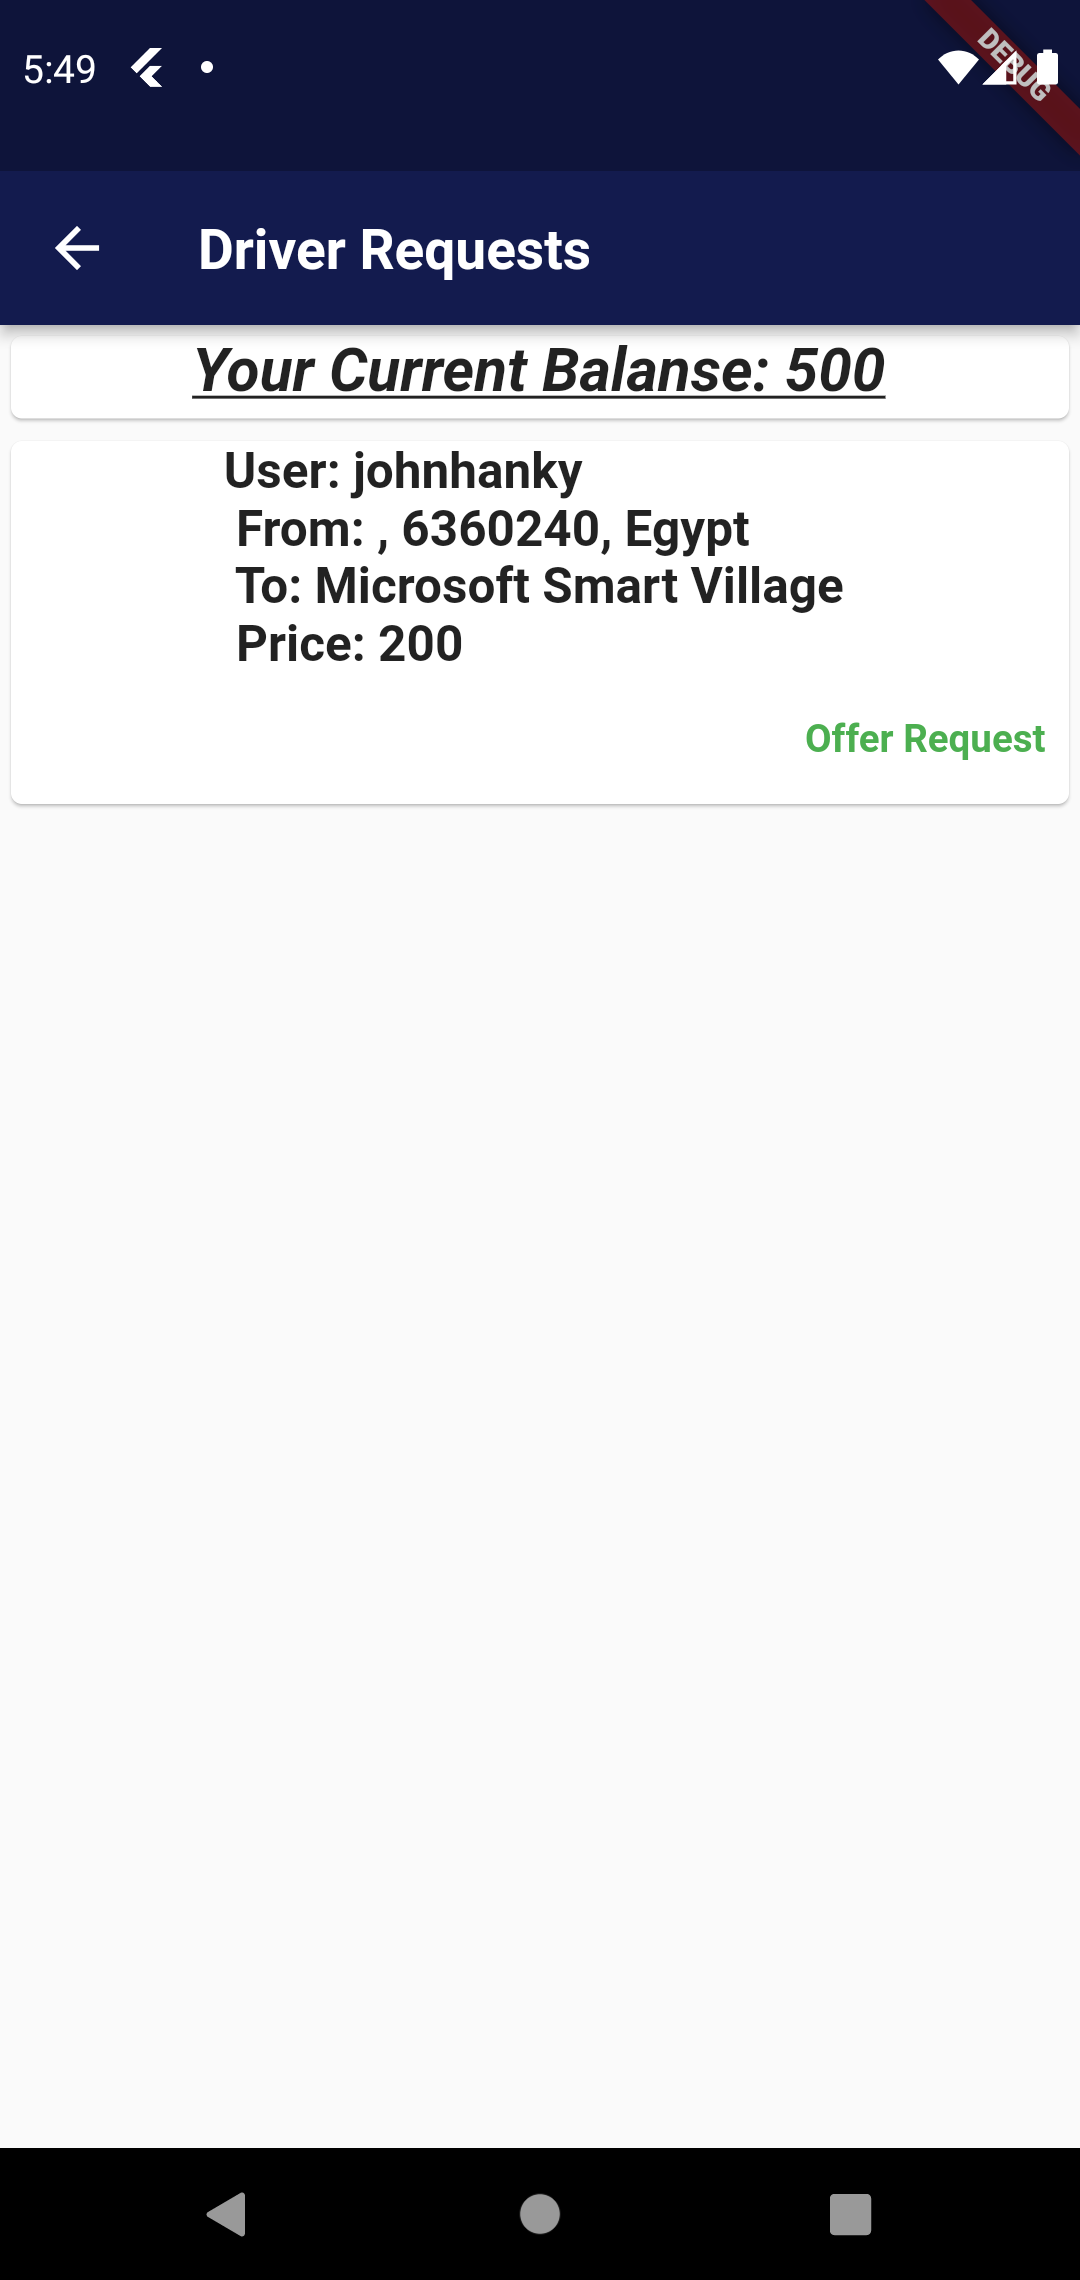 5:49
DEBUG
Driver Requests
Your Current Balanse: 500
User: johnhanky
From: , 6360240, Egypt
To: Microsoft Smart Village
Price: 200
Offer Request